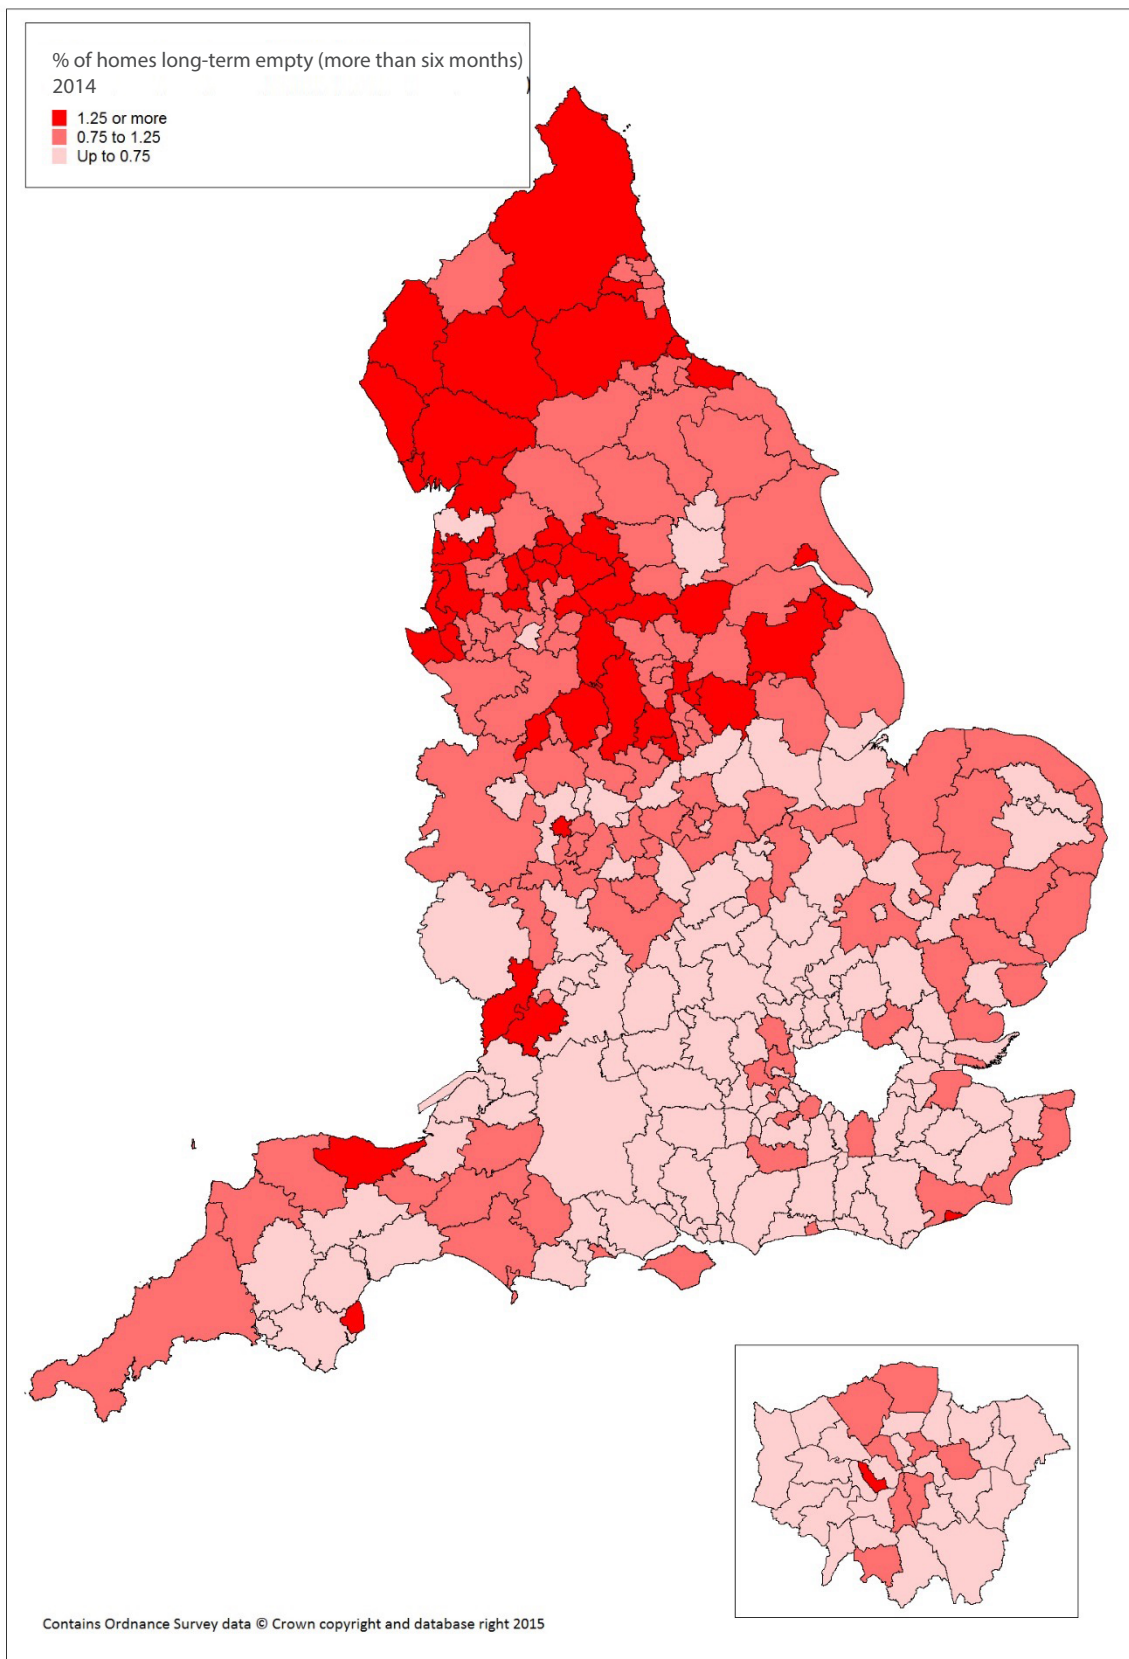 % of homes long-term empty (more than six months)
2014
1.25 or more
0.75 to 1.25
Up to 0.75
Contains Ordnance Survey data © Crown copyright and database right 2015